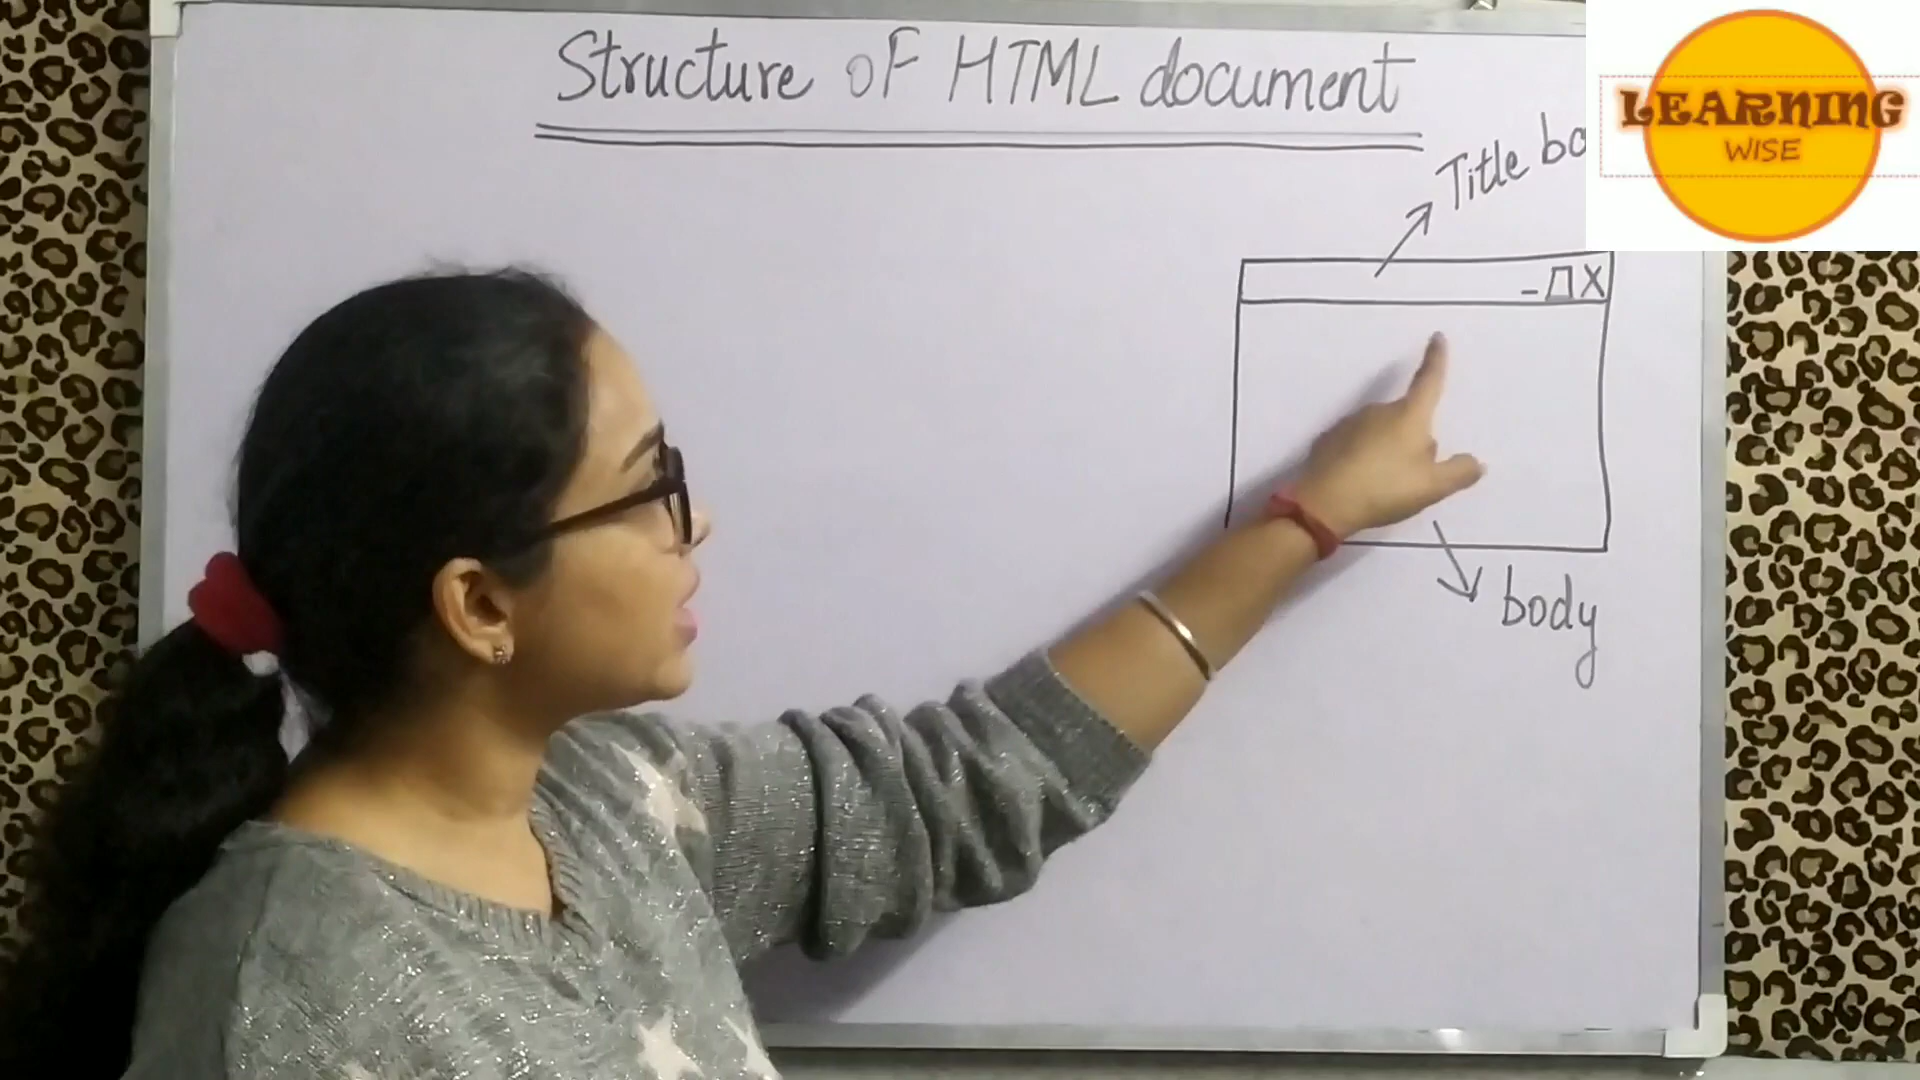 Structure oF HTML document
Title
- □ X
body
LEARNING
WISE